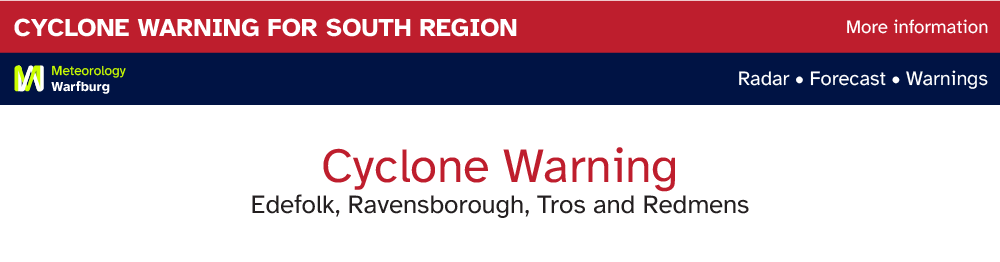 CYCLONE WARNING FOR SOUTH REGION
More information
Meteorology
Warfburg
Radar • Forecast • Warnings
Cyclone Warning
Edefolk, Ravensborough, Tros and Redmens